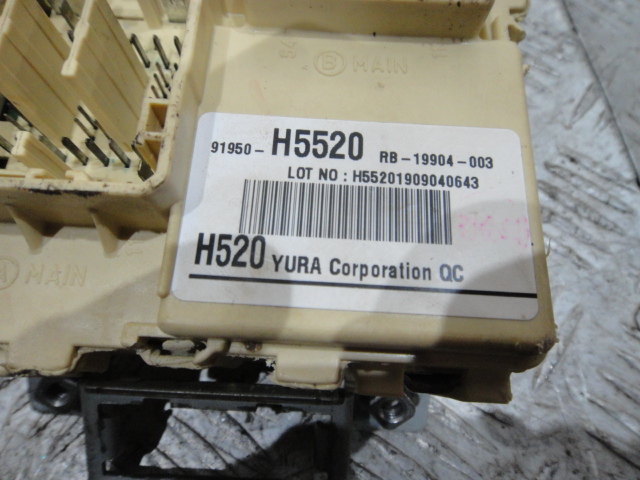 B MAIN
91950- H5520 RB-19904-003
LOT NO : H55201909040643
H520 YURA Corporation QC
A MAIN